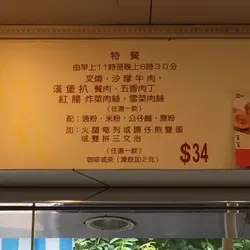 特餐
由早上11時至晚上8時30分
叉燒，沙嗲牛肉，
漢堡扒 餐肉，五香肉丁
紅腸 炸菜肉絲，雪菜肉絲
(任選一款)
配：通粉，米粉，公仔麵，意粉
加：火腿奄列或腸仔煎雙蛋
或雙拼三文治
(任選一款)
咖啡或茶 (凍飲加2元)
$34